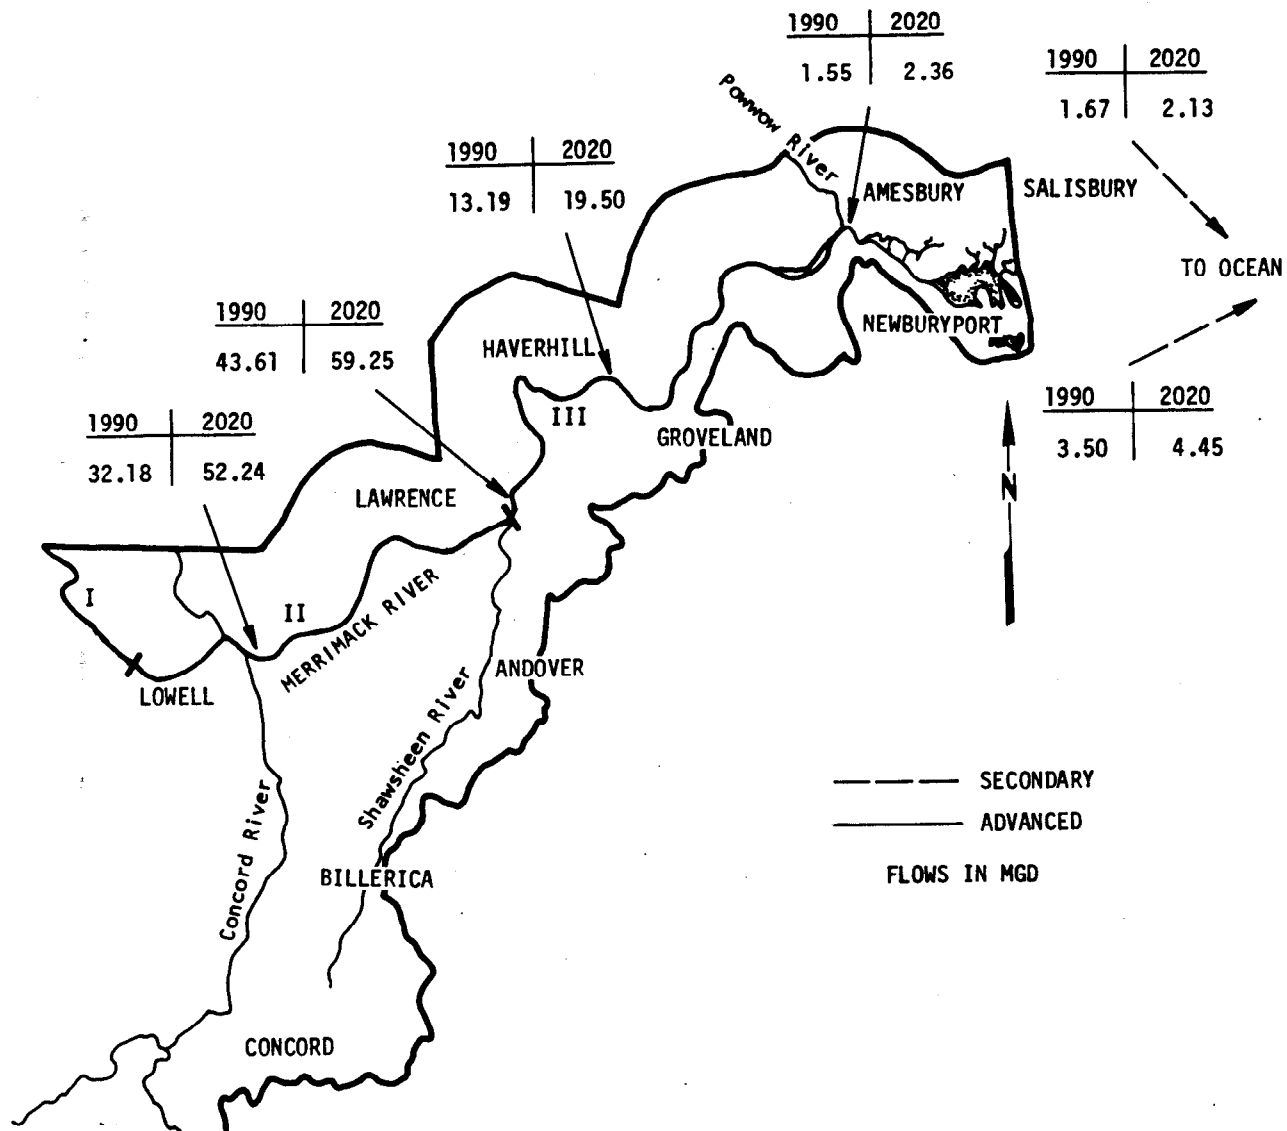 1990 2020
1.55 2.36
1990 2020
1.67 2.13
Powwow River
1990 2020
13.19 19.50
AMESBURY
SALISBURY
TO OCEAN
1990 2020
43.61 59.25
HAVERHILL
NEWBURYPORT
1990 2020
3.50 4.45
III
GROVELAND
1990 2020
32.18 52.24
LAWRENCE
N
I
II
MERRIMACK RIVER
LOWELL
ANDOVER
Shawsheen River
Concord River
SECONDARY
ADVANCED
FLOWS IN MGD
BILLERICA
CONCORD